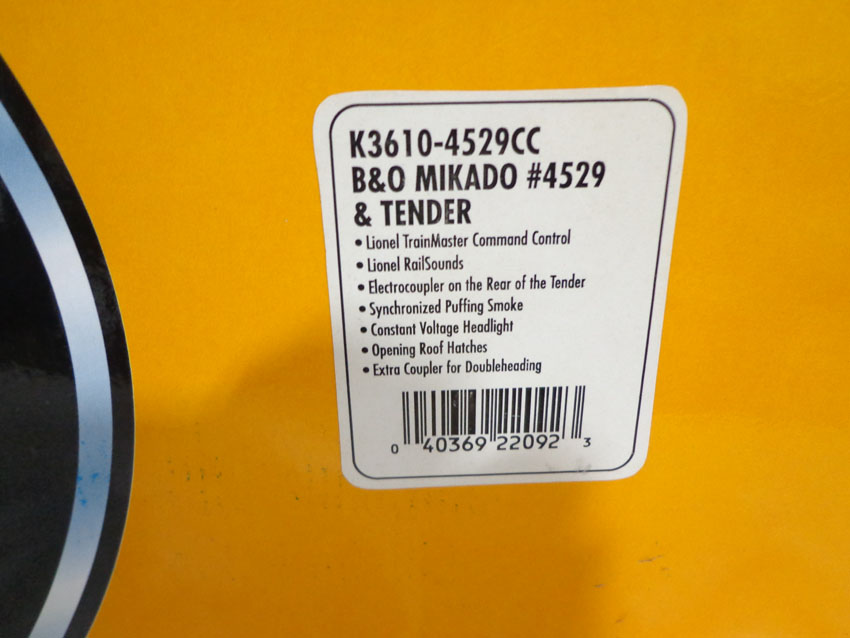 K3610-4529CC
B&O MIKADO #4529
& TENDER
• Lionel TrainMaster Command Control
• Lionel RailSounds
• Electrocoupler on the Rear of the Tender
• Synchronized Puffing Smoke
• Constant Voltage Headlight
• Opening Roof Hatches
• Extra Coupler for Doubleheading
0 40369 22092 3